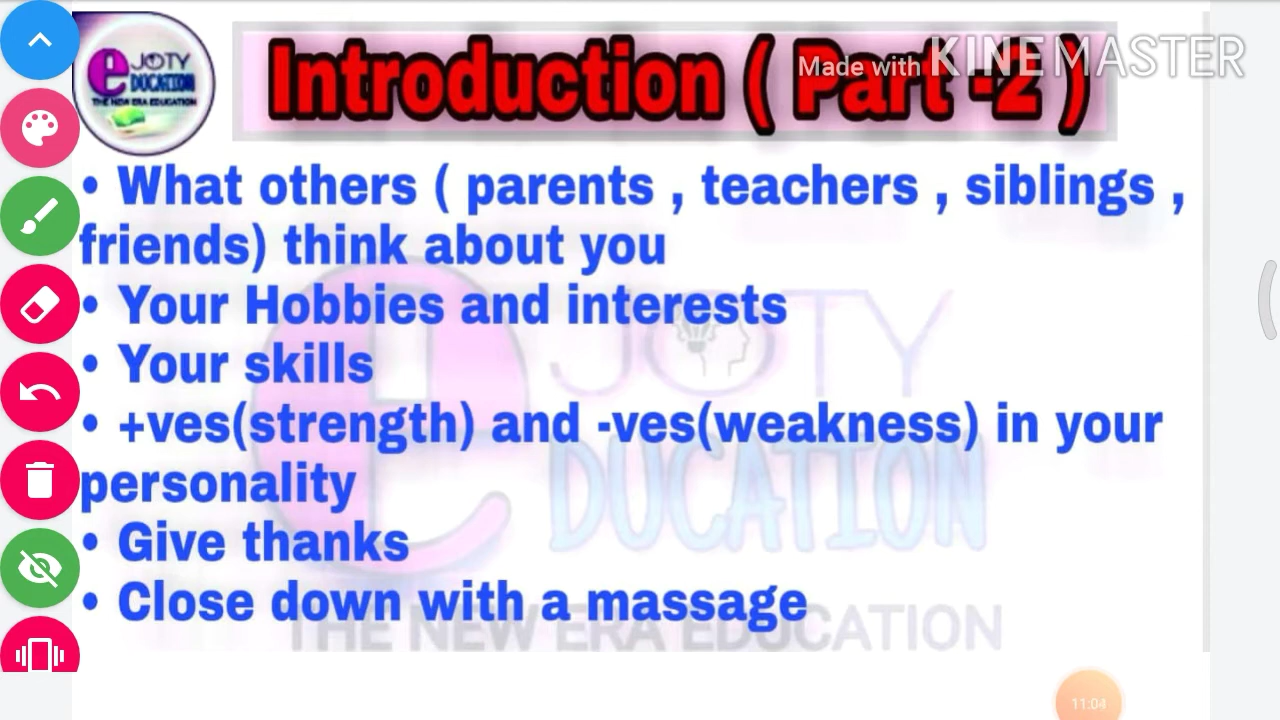 e JOTY
DUCATION
THE NEW ERA EDUCATION
Introduction ( Part -2 )
Made with KINEMASTER
• What others ( parents , teachers , siblings ,
friends) think about you
• Your Hobbies and interests
• Your skills
• +ves(strength) and -ves(weakness) in your
personality
• Give thanks
• Close down with a massage
e JOTY
DUCATION
THE NEW ERA EDUCATION
11:04